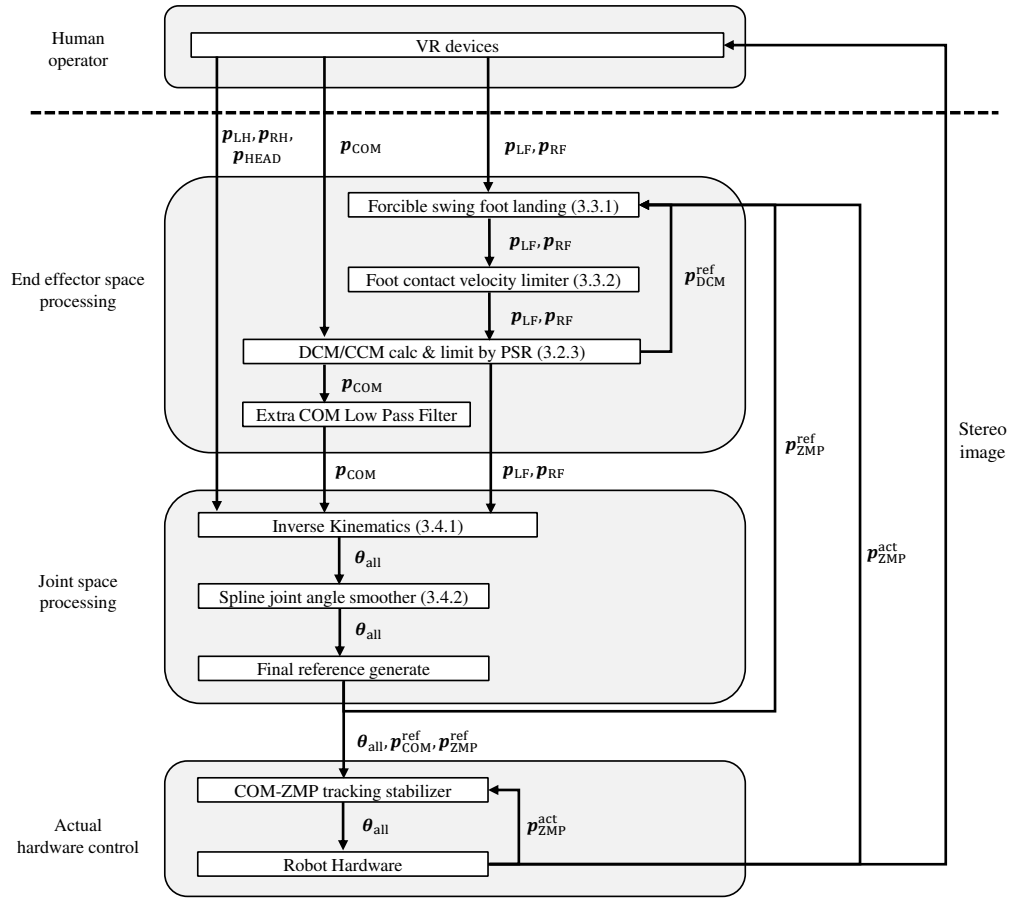 Human
operator
VR devices
p_LH, p_RH,
p_HEAD
p_COM
p_LF, p_RF
Forcible swing foot landing (3.3.1)
p_LF, p_RF
p_DCM^ref
End effector space
processing
Foot contact velocity limiter (3.3.2)
p_LF, p_RF
DCM/CCM calc & limit by PSR (3.2.3)
p_COM
Extra COM Low Pass Filter
p_ZMP^ref
Stereo
image
p_COM
p_LF, p_RF
Inverse Kinematics (3.4.1)
p_ZMP^act
θ_all
Joint space
processing
Spline joint angle smoother (3.4.2)
θ_all
Final reference generate
θ_all, p_COM^ref, p_ZMP^ref
COM-ZMP tracking stabilizer
Actual
hardware control
θ_all
p_ZMP^act
Robot Hardware